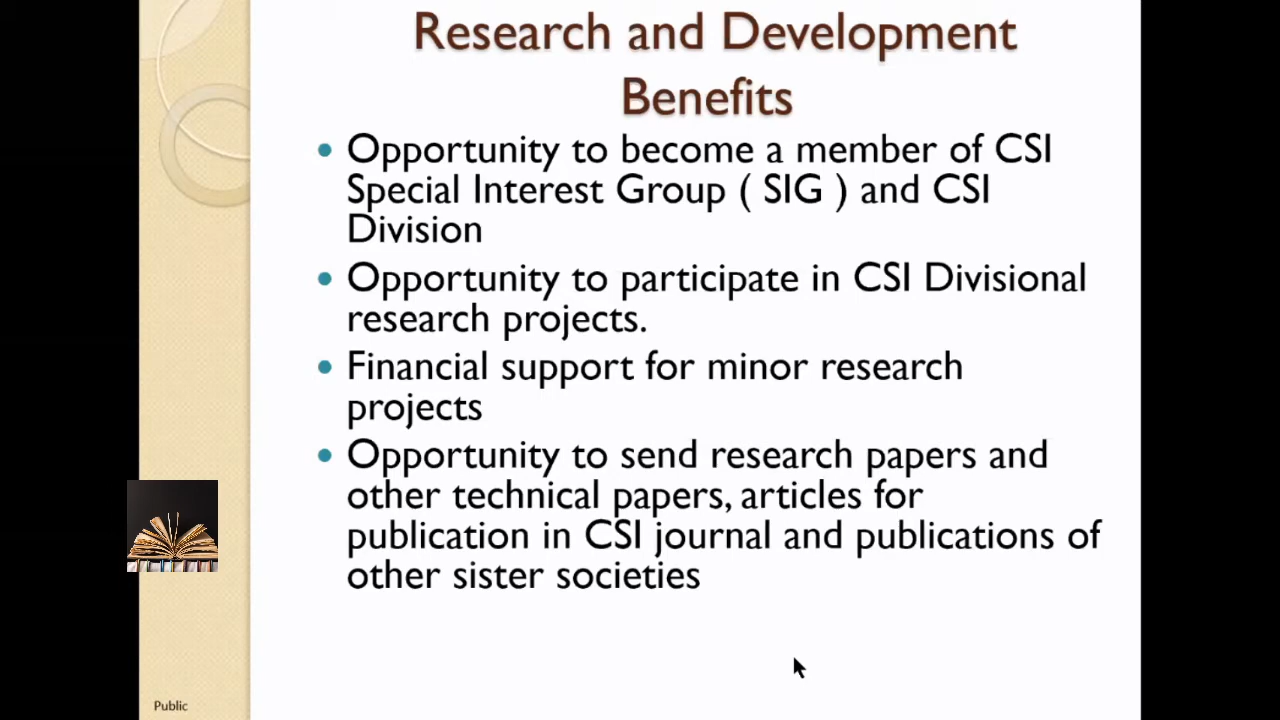 Research and Development
Benefits
Opportunity to become a member of CSI
Special Interest Group ( SIG ) and CSI
Division
Opportunity to participate in CSI Divisional
research projects.
Financial support for minor research
projects
Opportunity to send research papers and
other technical papers, articles for
publication in CSI journal and publications of
other sister societies
Public